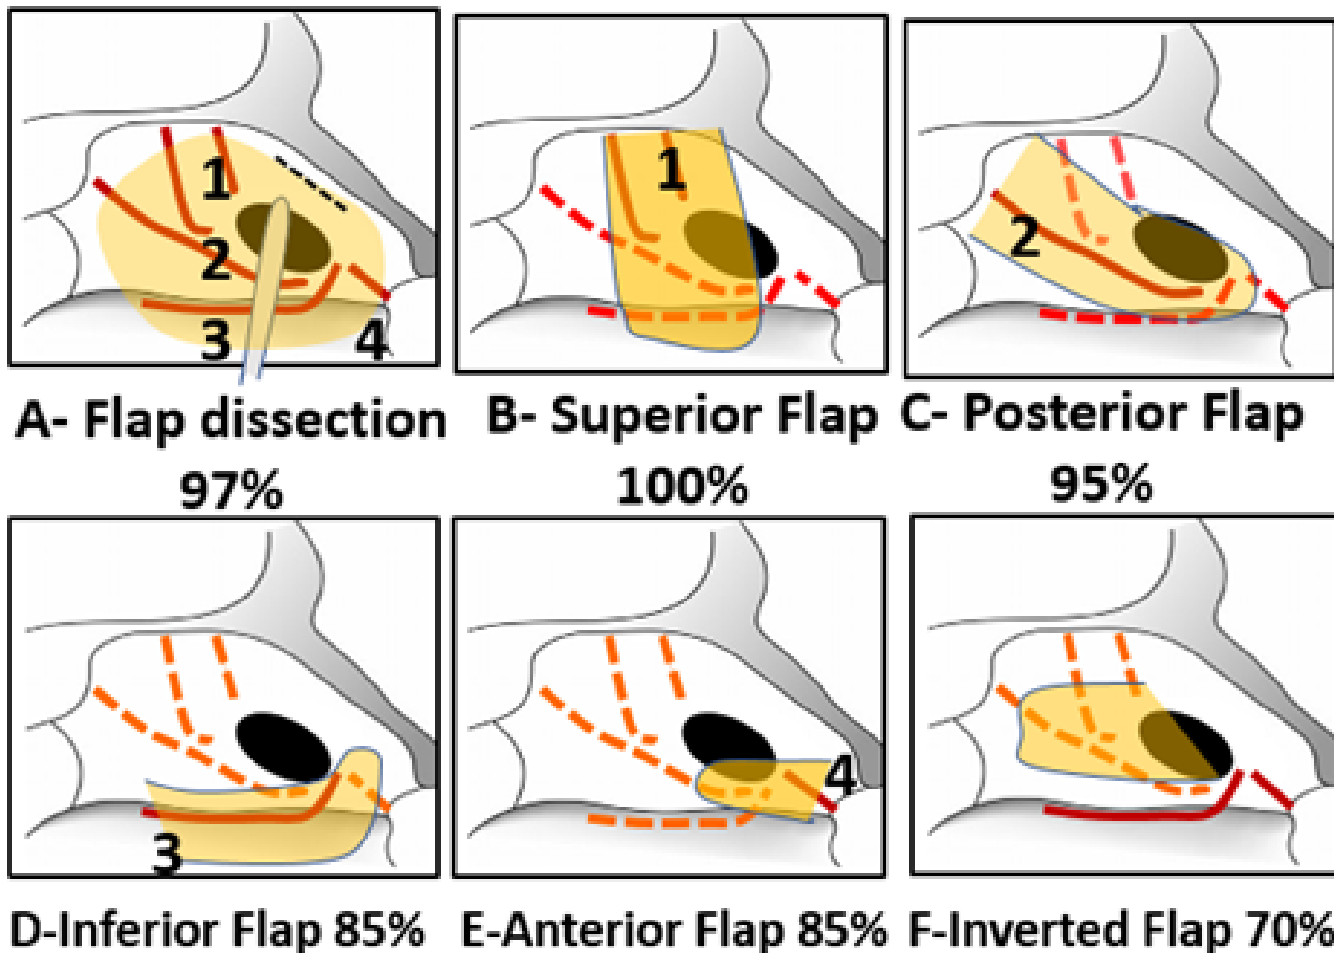 1
2
3
4
1
2
A- Flap dissection
97%
B- Superior Flap
100%
C- Posterior Flap
95%
3
4
D-Inferior Flap 85%
E-Anterior Flap 85%
F-Inverted Flap 70%